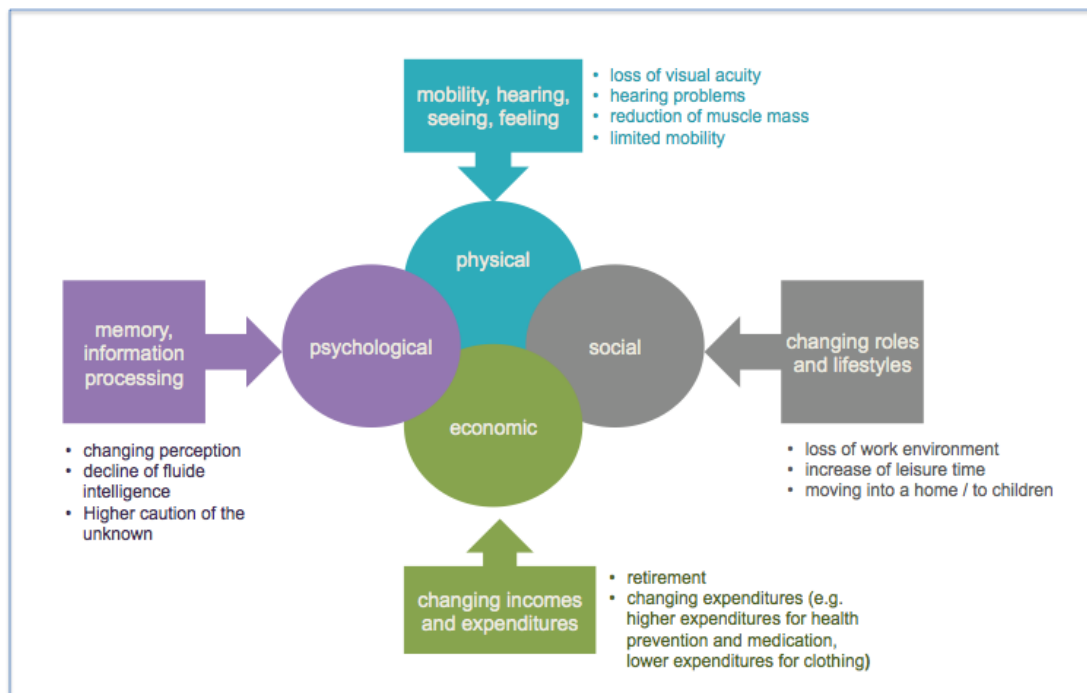 mobility, hearing,
seeing, feeling
• loss of visual acuity
• hearing problems
• reduction of muscle mass
• limited mobility
physical
memory,
information
processing
psychological
social
changing roles
and lifestyles
economic
• changing perception
• decline of fluide
intelligence
• Higher caution of the
unknown
• loss of work environment
• increase of leisure time
• moving into a home / to children
changing incomes
and expenditures
• retirement
• changing expenditures (e.g.
higher expenditures for health
prevention and medication,
lower expenditures for clothing)